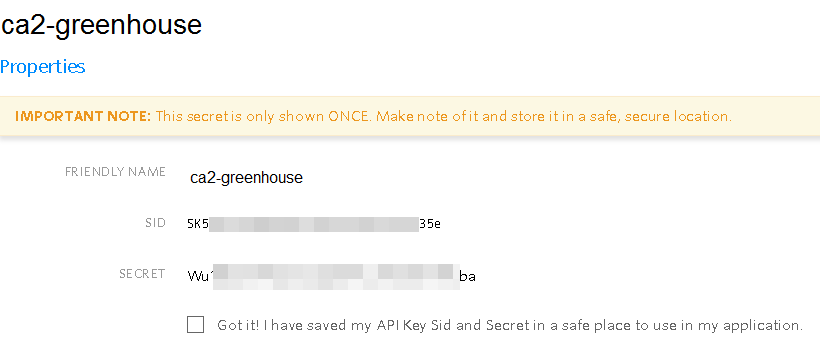 ca2-greenhouse
Properties
IMPORTANT NOTE: This secret is only shown ONCE. Make note of it and store it in a safe, secure location.
FRIENDLY NAME ca2-greenhouse
SID SK5 35e
SECRET Wu ba
Got it! I have saved my API Key Sid and Secret in a safe place to use in my application.